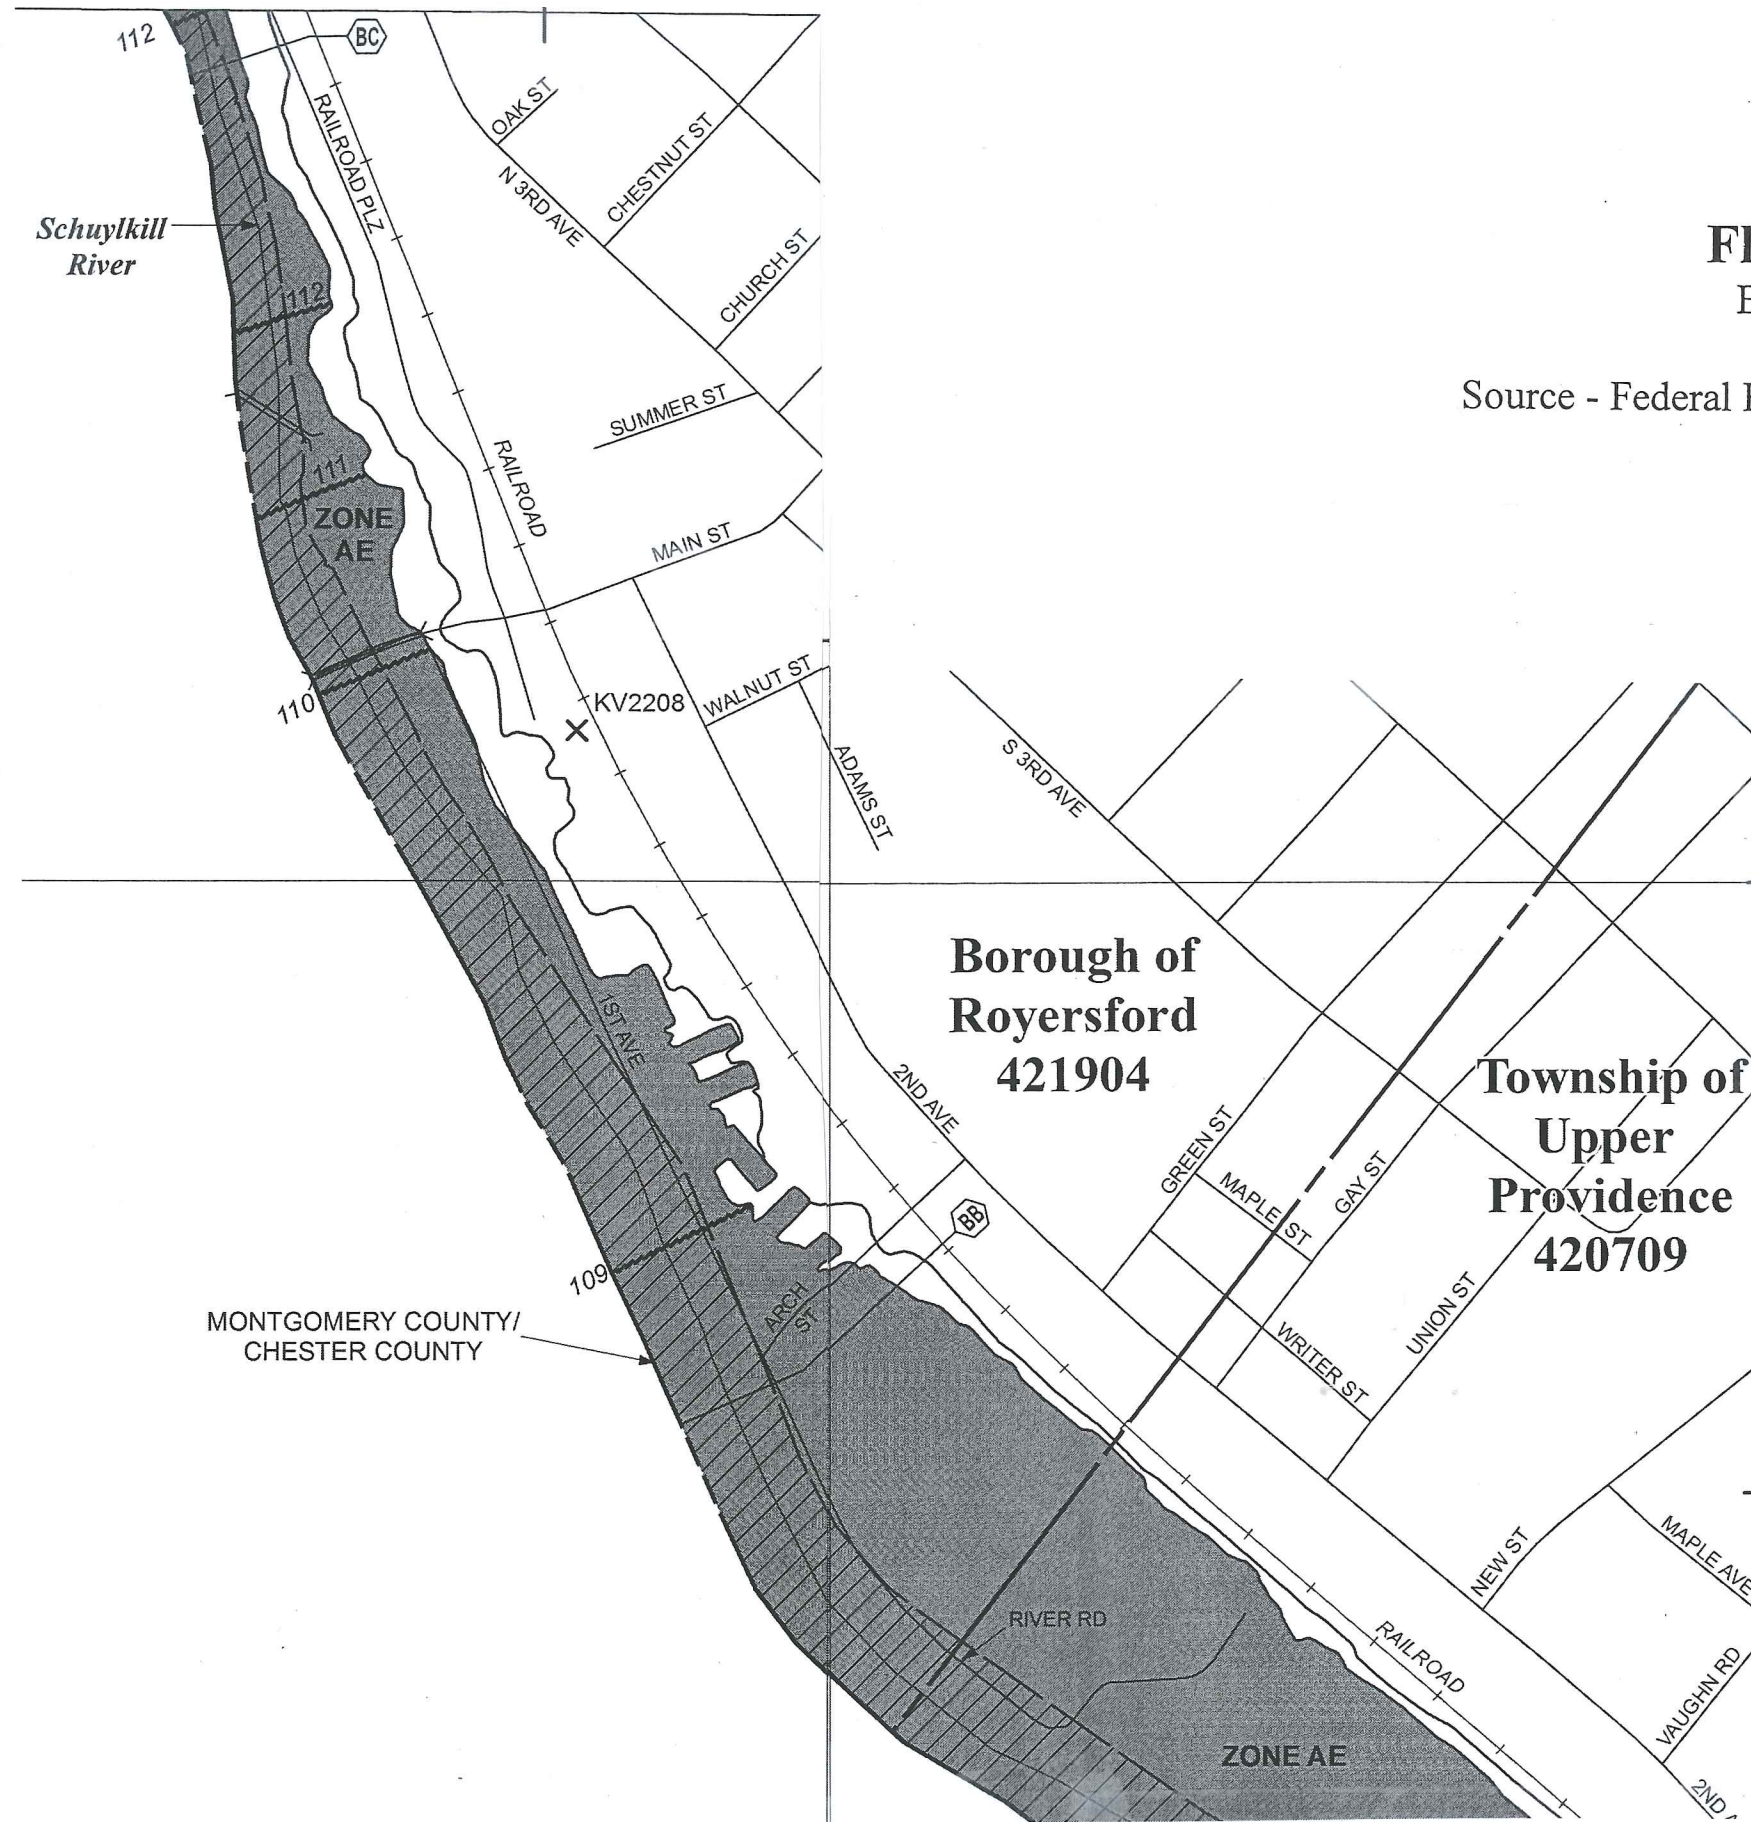 112
BC
RAILROAD PLZ
OAK ST
CHESTNUT ST
N 3RD AVE
CHURCH ST
Schuylkill
River
112
SUMMER ST
111
ZONE
AE
RAILROAD
MAIN ST
110
KV2208
WALNUT ST
ADAMS ST
Source - Federal
S 3RD AVE
Borough of
Royersford
421904
1ST AVE
2ND AVE
Township of
Upper
Providence
420709
GREEN ST
MAPLE ST
GAY ST
BB
109
ARCH
ST
MONTGOMERY COUNTY/
CHESTER COUNTY
UNION ST
WRITER ST
NEW ST
MAPLE AVE
RIVER RD
RAILROAD
VAUGHN RD
ZONE AE
2ND